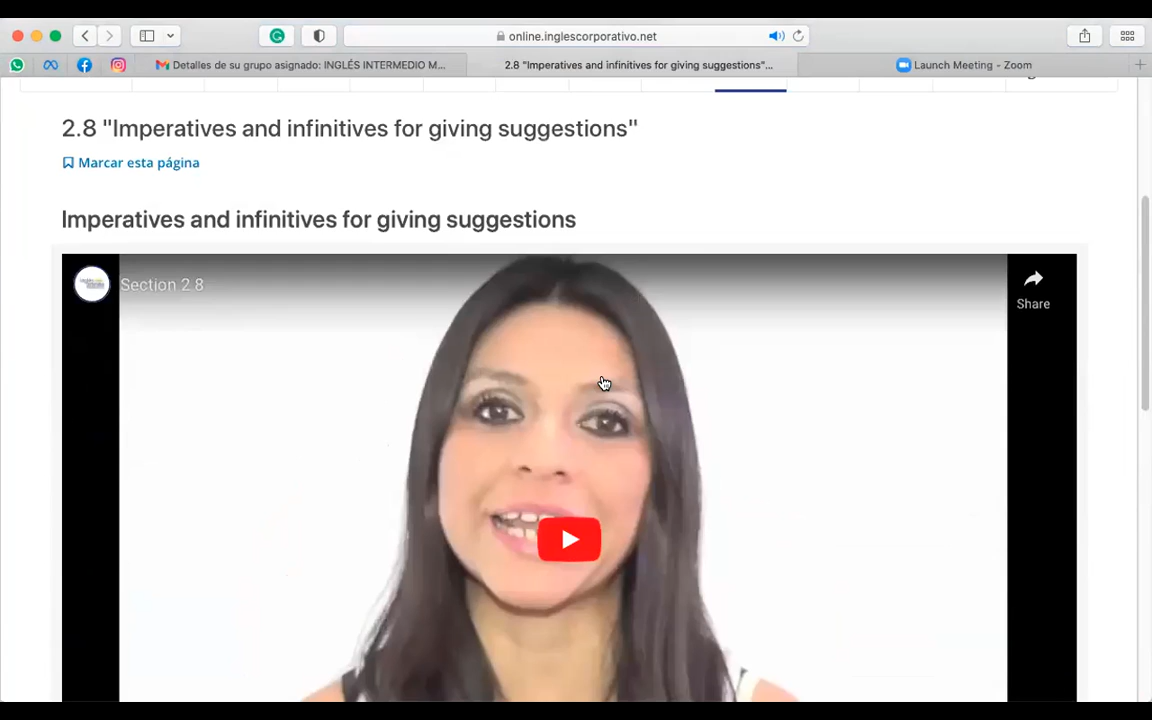 online.inglescorporativo.net
Detalles de su grupo asignado: INGLÉS INTERMEDIO M...
2.8 "Imperatives and infinitives for giving suggestions"...
Launch Meeting - Zoom
2.8 "Imperatives and infinitives for giving suggestions"
Marcar esta página
Imperatives and infinitives for giving suggestions
Section 2.8
Share